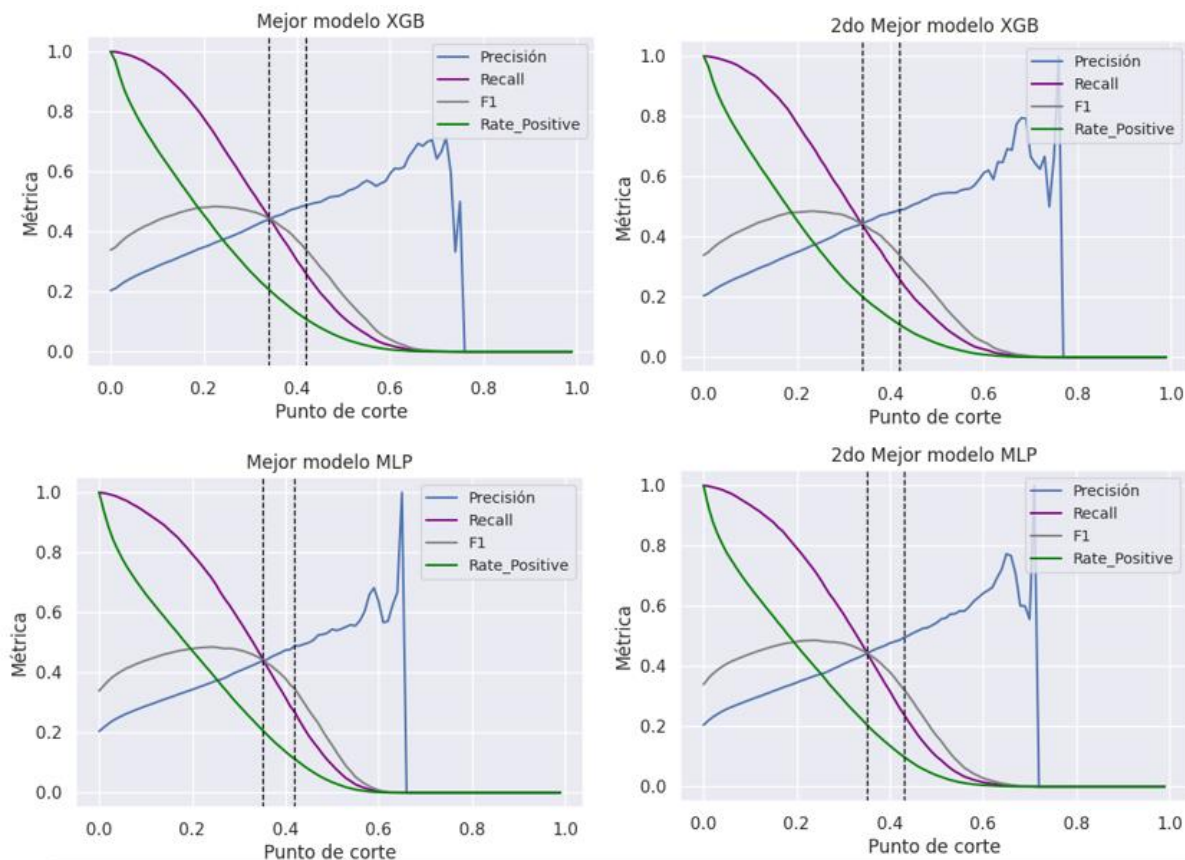 Mejor modelo XGB
Métrica
1.0
0.8
0.6
0.4
0.2
0.0
Precisión
Recall
F1
Rate_Positive
0.0 0.2 0.4 0.6 0.8 1.0
Punto de corte
2do Mejor modelo XGB
Métrica
1.0
0.8
0.6
0.4
0.2
0.0
Precisión
Recall
F1
Rate_Positive
0.0 0.2 0.4 0.6 0.8 1.0
Punto de corte
Mejor modelo MLP
Métrica
1.0
0.8
0.6
0.4
0.2
0.0
Precisión
Recall
F1
Rate_Positive
0.0 0.2 0.4 0.6 0.8 1.0
Punto de corte
2do Mejor modelo MLP
Métrica
1.0
0.8
0.6
0.4
0.2
0.0
Precisión
Recall
F1
Rate_Positive
0.0 0.2 0.4 0.6 0.8 1.0
Punto de corte